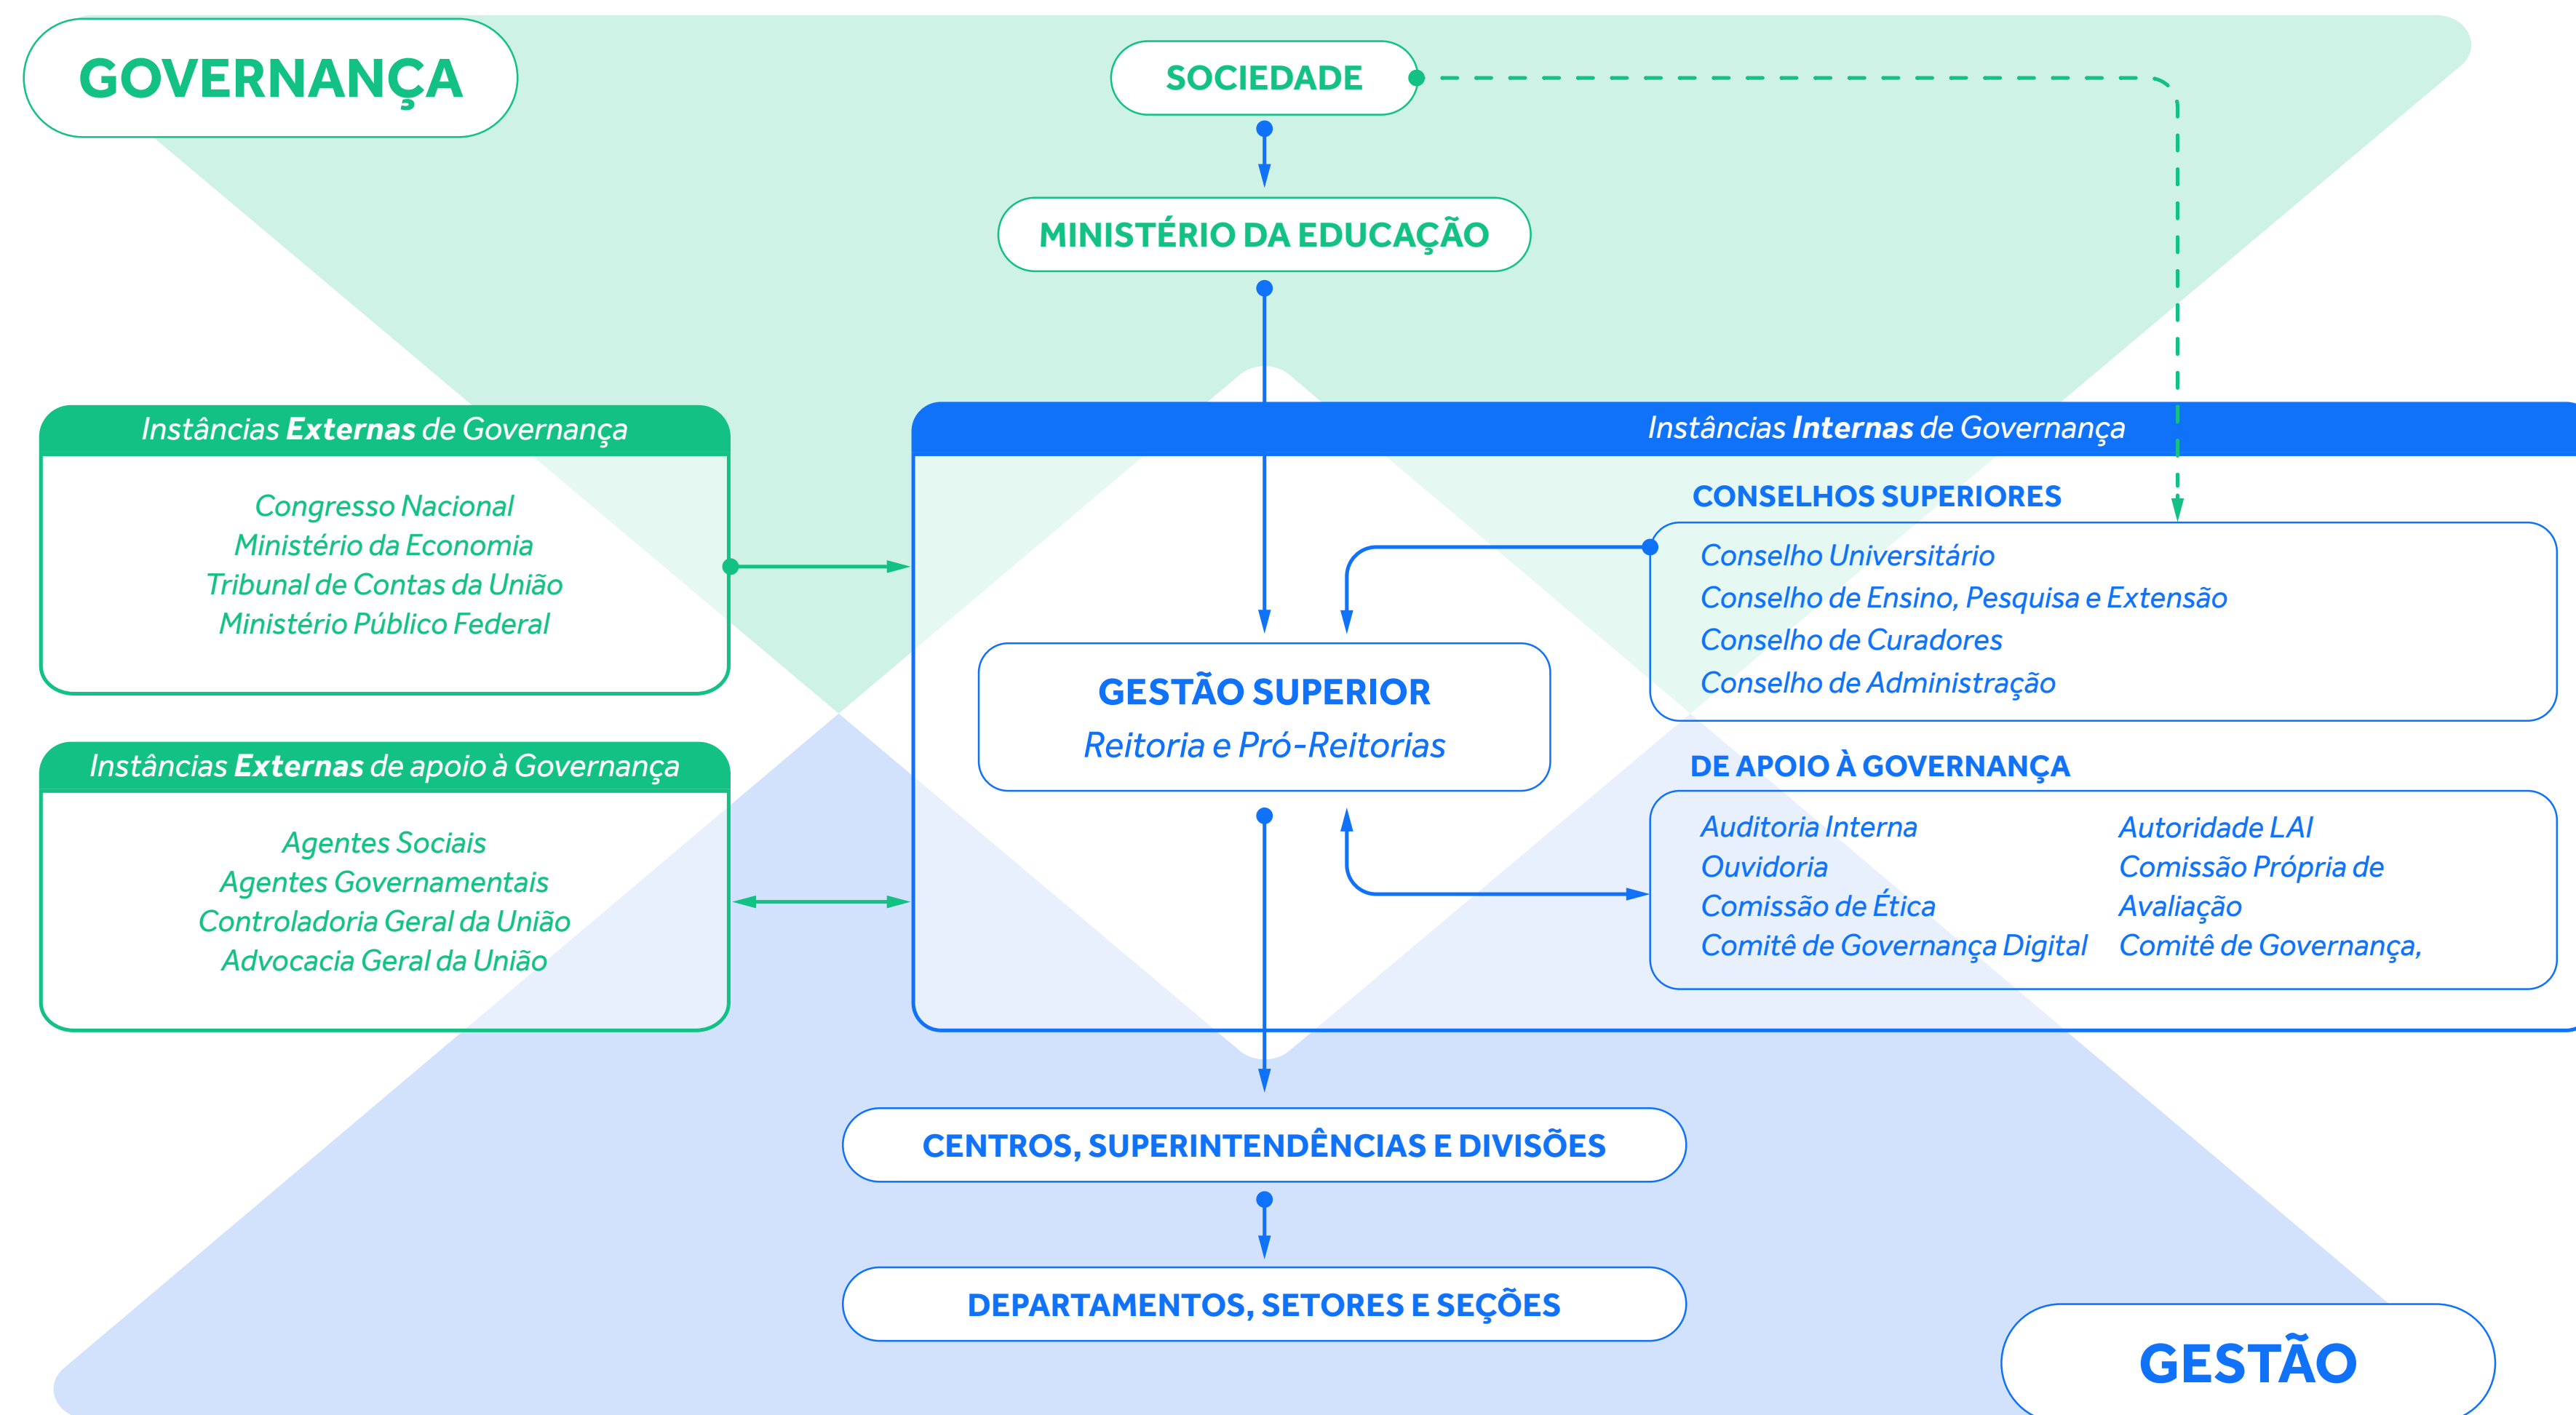 GOVERNANÇA
SOCIEDADE
MINISTÉRIO DA EDUCAÇÃO
Instâncias Externas de Governança
Congresso Nacional
Ministério da Economia
Tribunal de Contas da União
Ministério Público Federal
Instâncias Externas de apoio à Governança
Agentes Sociais
Agentes Governamentais
Controladoria Geral da União
Advocacia Geral da União
Instâncias Internas de Governança
GESTÃO SUPERIOR
Reitoria e Pró-Reitorias
CONSELHOS SUPERIORES
Conselho Universitário
Conselho de Ensino, Pesquisa e Extensão
Conselho de Curadores
Conselho de Administração
DE APOIO À GOVERNANÇA
Auditoria Interna
Ouvidoria
Comissão de Ética
Comitê de Governança Digital
Autoridade LAI
Comissão Própria de
Avaliação
Comitê de Governança,
CENTROS, SUPERINTENDÊNCIAS E DIVISÕES
DEPARTAMENTOS, SETORES E SEÇÕES
GESTÃO